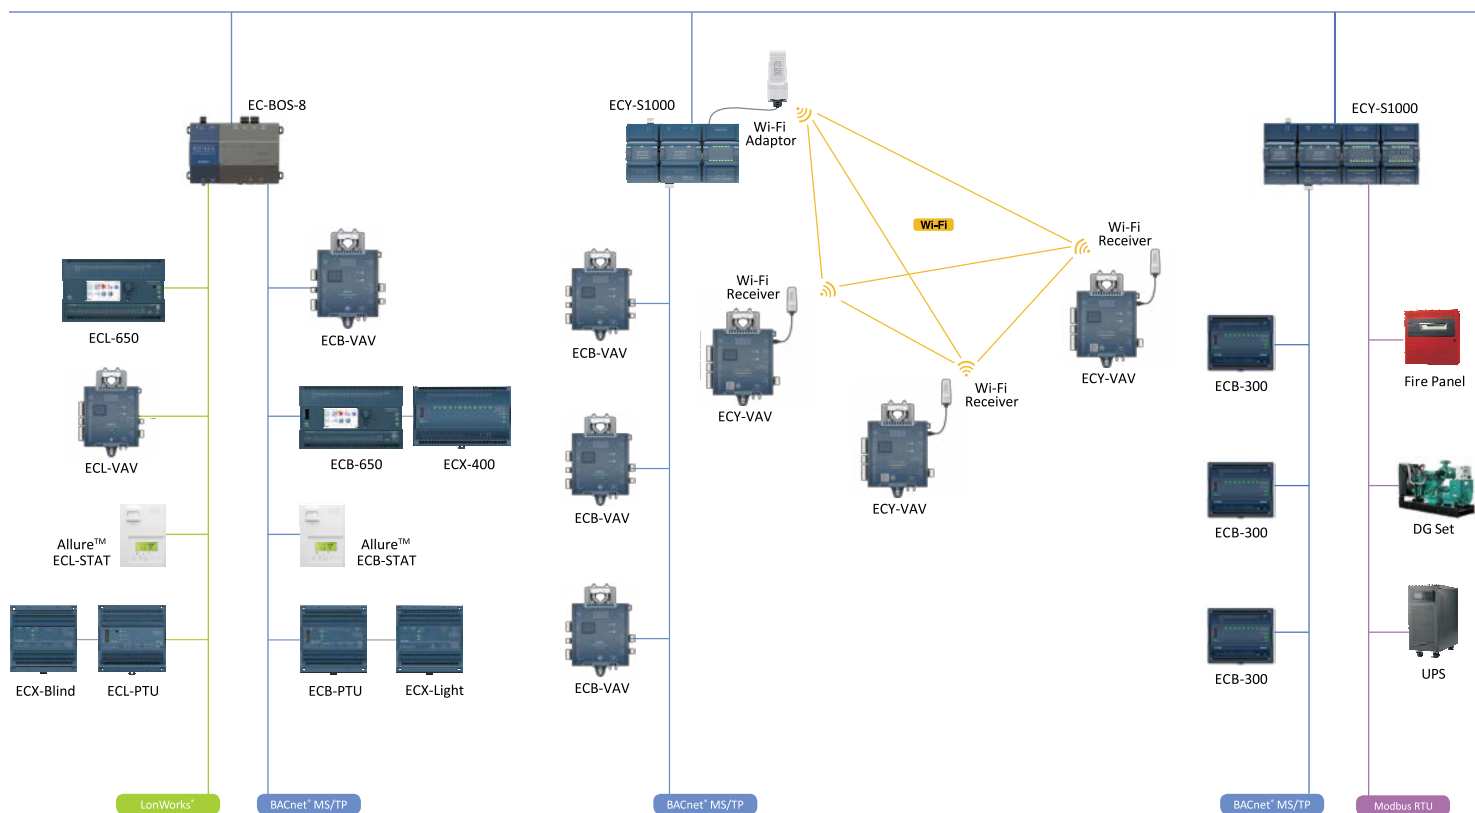 EC-BOS-8
ECY-S1000
Wi-Fi
Adaptor
ECY-S1000
Wi-Fi
Wi-Fi
Receiver
Wi-Fi
Receiver
Wi-Fi
Receiver
ECL-650
ECB-VAV
ECB-VAV
ECY-VAV
ECY-VAV
ECB-300
Fire Panel
ECL-VAV
ECB-650
ECX-400
ECB-VAV
ECY-VAV
ECB-300
DG Set
Allure™
ECL-STAT
Allure™
ECB-STAT
ECX-Blind
ECL-PTU
ECB-PTU
ECX-Light
ECB-VAV
ECB-300
UPS
LonWorks®
BACnet® MS/TP
BACnet® MS/TP
BACnet® MS/TP
Modbus RTU